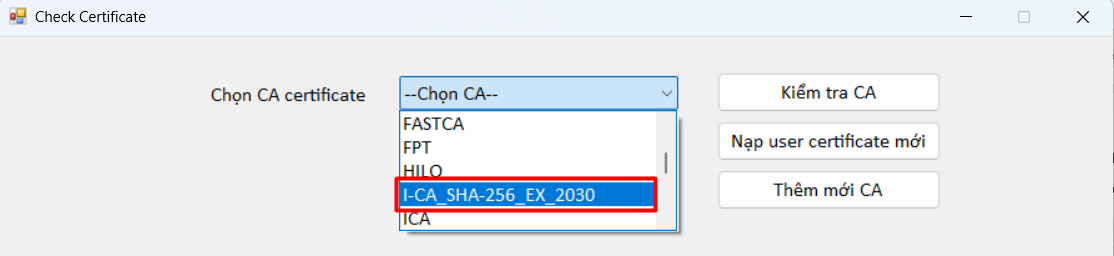 Check Certificate
Chọn CA certificate
--Chọn CA--
FASTCA
FPT
HILO
I-CA_SHA-256_EX_2030
ICA
Kiểm tra CA
Nạp user certificate mới
Thêm mới CA